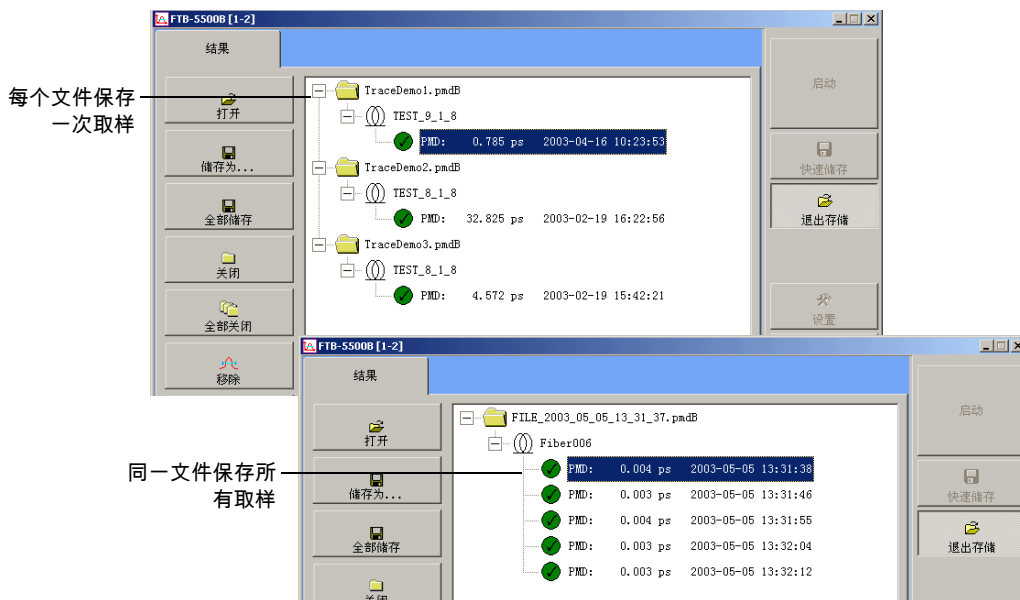 FTB-5500B [1-2]
结果
每个文件保存
一次取样
打开
储存为...
全部储存
关闭
全部关闭
移除
TraceDemo1.pmdB
TEST_9_1_8
PMD: 0.785 ps 2003-04-16 10:23:53
TraceDemo2.pmdB
TEST_8_1_8
PMD: 32.825 ps 2003-02-19 16:22:56
TraceDemo3.pmdB
TEST_8_1_8
PMD: 4.572 ps 2003-02-19 15:42:21
启动
快速储存
退出存储
设置
FTB-5500B [1-2]
结果
同一文件保存所
有取样
打开
储存为...
全部储存
关闭
FILE_2003_05_05_13_31_37.pmdB
Fiber006
PMD: 0.004 ps 2003-05-05 13:31:38
PMD: 0.003 ps 2003-05-05 13:31:46
PMD: 0.004 ps 2003-05-05 13:31:55
PMD: 0.003 ps 2003-05-05 13:32:04
PMD: 0.003 ps 2003-05-05 13:32:12
启动
快速储存
退出存储